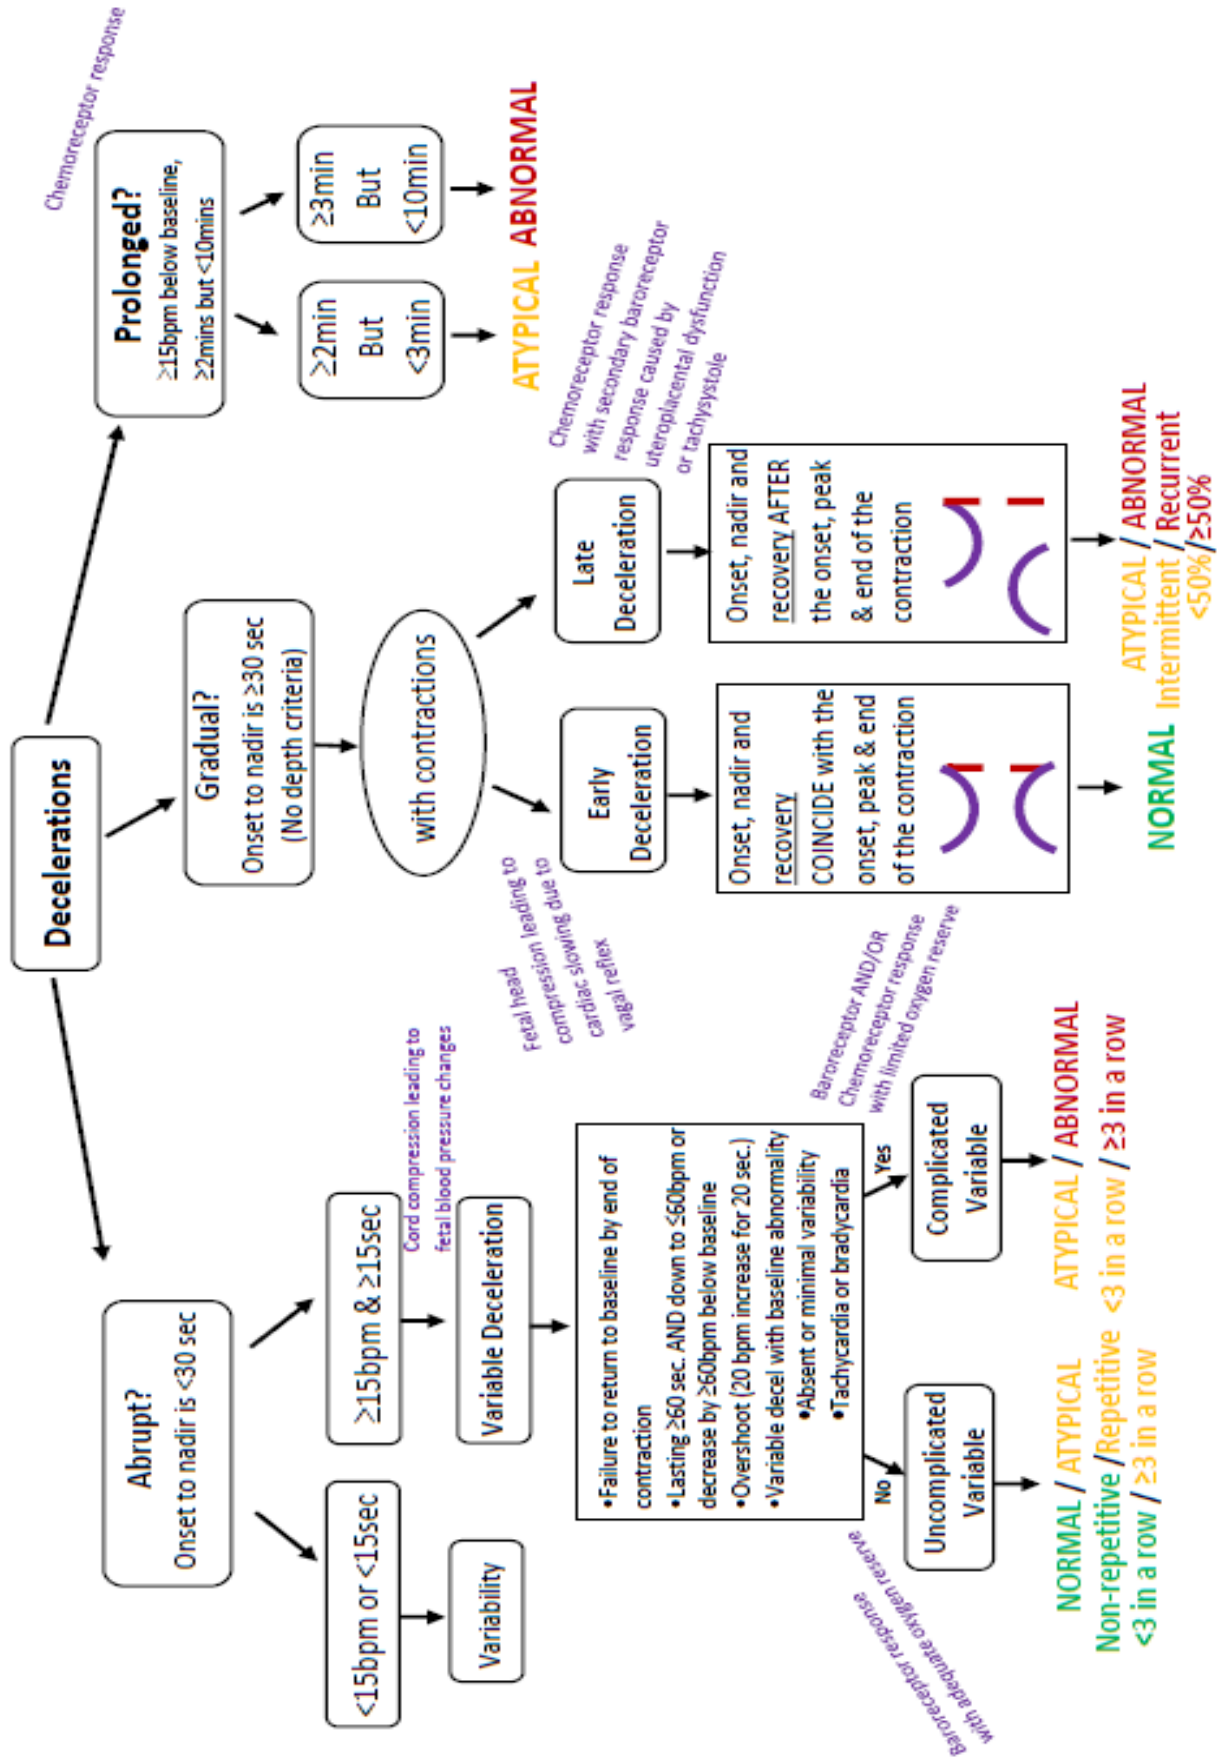 Decelerations
Abrupt?
Onset to nadir is <30 sec
<15bpm or <15sec
Variability
≥15bpm & ≥15sec
Cord compression leading to
fetal blood pressure changes
Variable Deceleration
•Failure to return to baseline by end of
contraction
•Lasting ≥60 sec. AND down to ≤60bpm or
decrease by ≥60bpm below baseline
•Overshoot (20 bpm increase for 20 sec.)
•Variable decel with baseline abnormality
•Absent or minimal variability
•Tachycardia or bradycardia
No
Yes
Baroreceptor response
with adequate oxygen reserve
Uncomplicated
Variable
NORMAL / ATYPICAL
Non-repetitive /Repetitive
<3 in a row / ≥3 in a row
Baroreceptor AND/OR
Chemoreceptor response
with limited oxygen reserve
Complicated
Variable
ATYPICAL / ABNORMAL
<3 in a row / ≥3 in a row
Gradual?
Onset to nadir is ≥30 sec
(No depth criteria)
with contractions
Fetal head
compression leading to
cardiac slowing due to
vagal reflex
Early
Deceleration
Onset, nadir and
recovery
COINCIDE with the
onset, peak & end
of the contraction
NORMAL
Late
Deceleration
Chemoreceptor response
with secondary baroreceptor
response caused by
uteroplacental dysfunction
or tachysystole
Onset, nadir and
recovery AFTER
the onset, peak
& end of the
contraction
ATYPICAL / ABNORMAL
Intermittent / Recurrent
<50%/≥50%
Chemoreceptor response
Prolonged?
≥15bpm below baseline,
≥2mins but <10mins
≥2min
But
<3min
ATYPICAL
≥3min
But
<10min
ABNORMAL